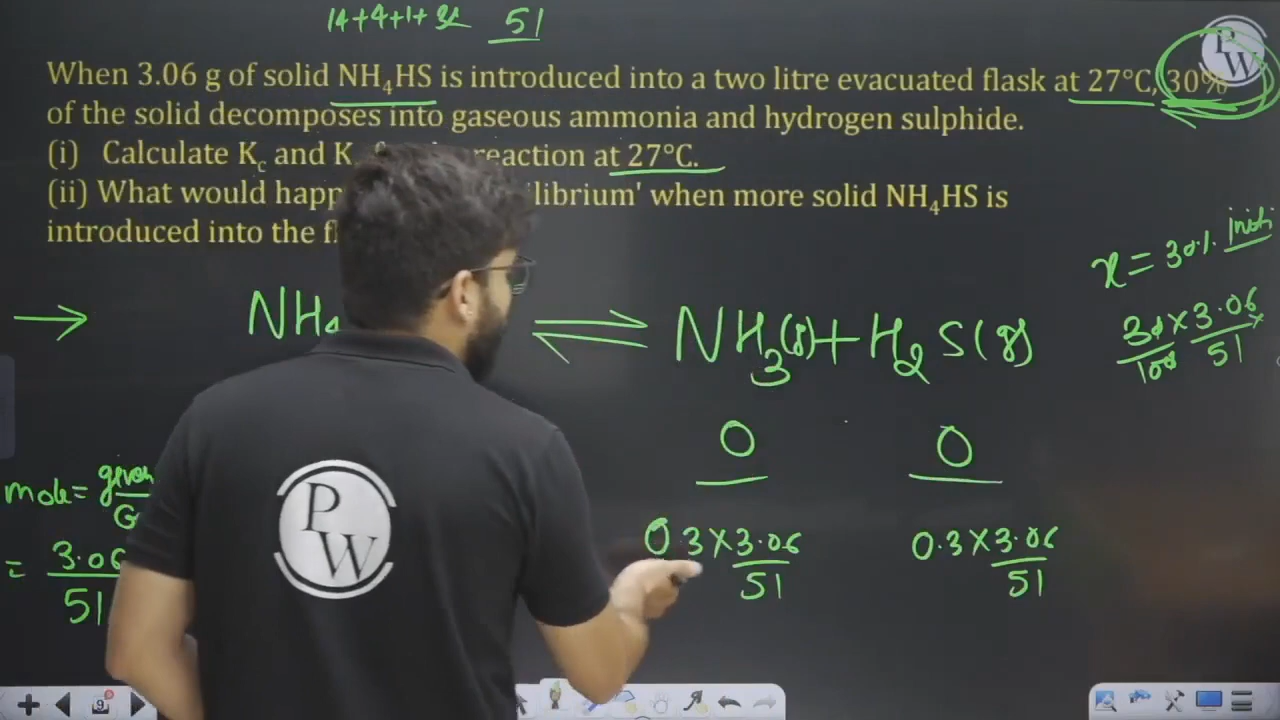 14+4+1+32 51
When 3.06 g of solid NH₄HS is introduced into a two litre evacuated flask at 27°C, 30%
of the solid decomposes into gaseous ammonia and hydrogen sulphide.
(i) Calculate Kc and K reaction at 27°C.
(ii) What would when more solid NH₄HS is
introduced into the
x = 30%
→ NH₄ ⇌ NH₃(g) + H₂S(g)
30/100 × 3.06/51
0 0
mole = given
0.3×3.06/51 0.3×3.06/51
= 3.06/51
P W
P W